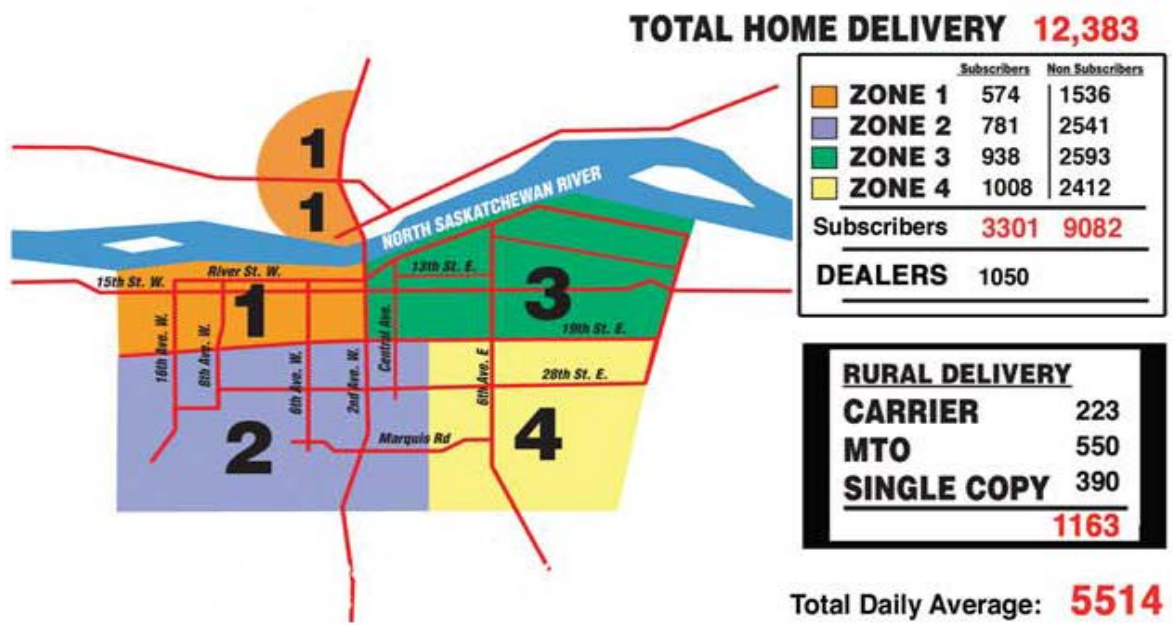 TOTAL HOME DELIVERY 12,383
Subscribers Non Subscribers
ZONE 1 574 1536
ZONE 2 781 2541
ZONE 3 938 2593
ZONE 4 1008 2412
Subscribers 3301 9082
DEALERS 1050
RURAL DELIVERY
CARRIER 223
MTO 550
SINGLE COPY 390
1163
Total Daily Average: 5514
1
1
NORTH SASKATCHEWAN RIVER
River St. W.
13th St. E.
15th St. W.
1
3
19th St. E.
16th Ave. W.
8th Ave. W.
6th Ave. W.
2nd Ave. W.
Central Ave.
6th Ave. E
28th St. E.
2
Marquis Rd
4